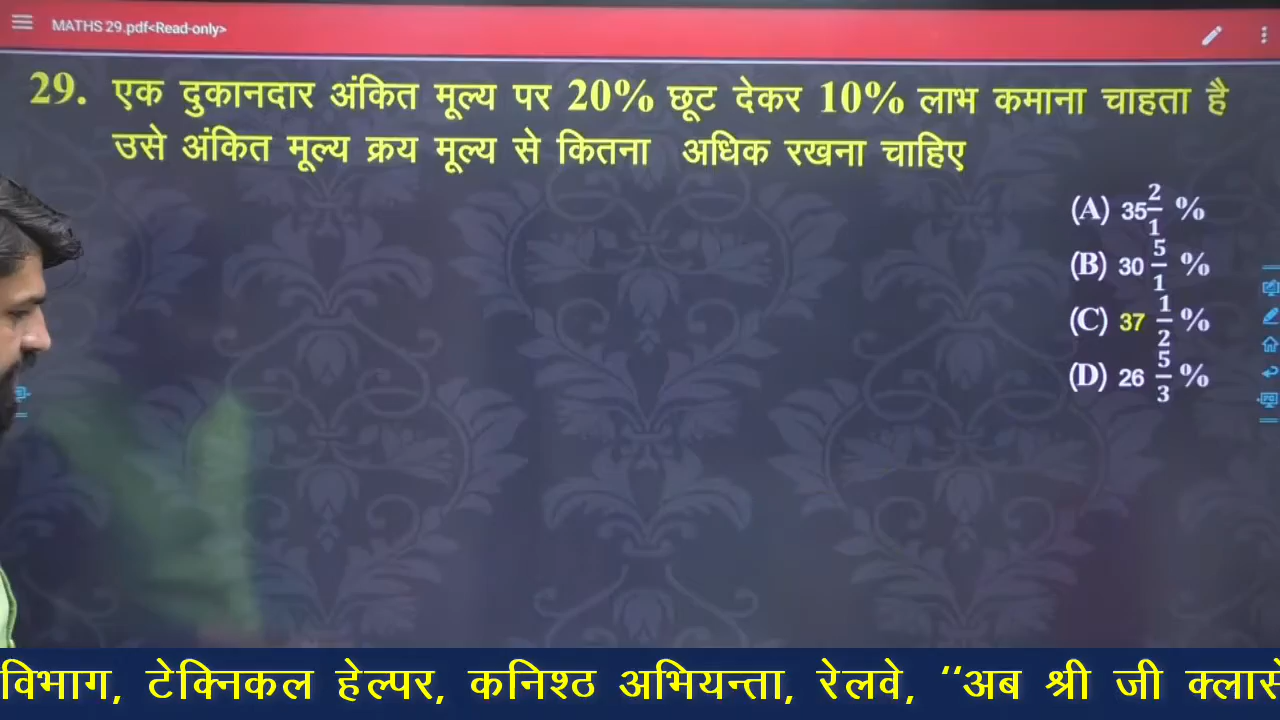 MATHS 29.pdf<Read-only>
29. एक दुकानदार अंकित मूल्य पर 20% छूट देकर 10% लाभ कमाना चाहता है
उसे अंकित मूल्य क्रय मूल्य से कितना अधिक रखना चाहिए
(A) 35 2/1 %
(B) 30 5/1 %
(C) 37 1/2 %
(D) 26 5/3 %
विभाग, टेक्निकल हेल्पर, कनिश्ठ अभियन्ता, रेलवे, ‘‘अब श्री जी क्लासे